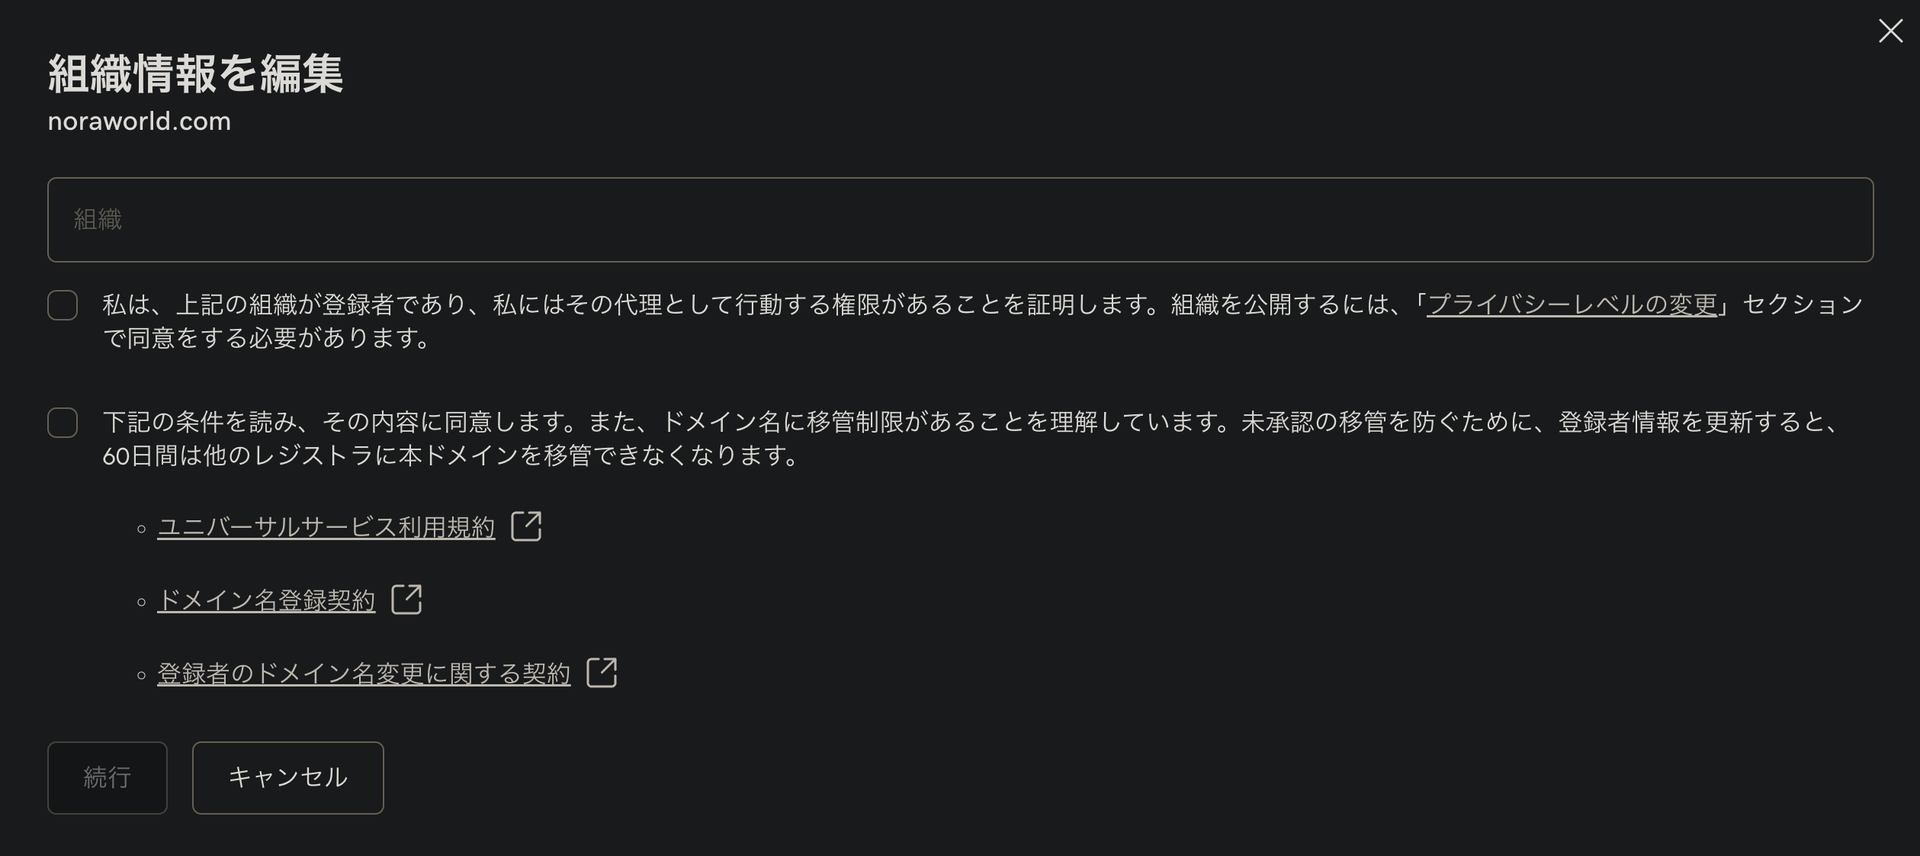 組織情報を編集
noraworld.com
組織
私は、上記の組織が登録者であり、私にはその代理として行動する権限があることを証明します。組織を公開するには、「プライバシーレベルの変更」セクション
で同意をする必要があります。
下記の条件を読み、その内容に同意します。また、ドメイン名に移管制限があることを理解しています。未承認の移管を防ぐために、登録者情報を更新すると、
60日間は他のレジストラに本ドメインを移管できなくなります。
ユニバーサルサービス利用規約
ドメイン名登録契約
登録者のドメイン名変更に関する契約
続行
キャンセル